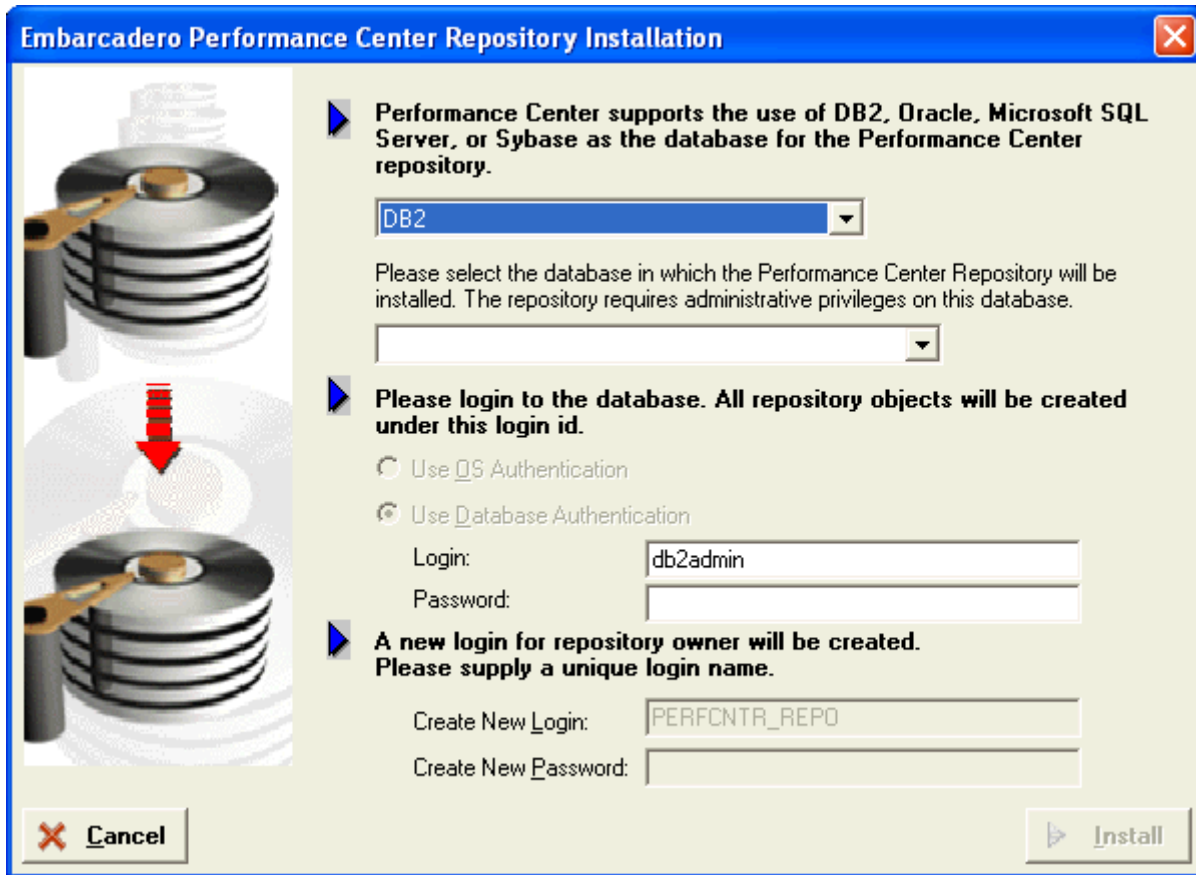 Embarcadero Performance Center Repository Installation
Performance Center supports the use of DB2, Oracle, Microsoft SQL
Server, or Sybase as the database for the Performance Center
repository.
DB2
Please select the database in which the Performance Center Repository will be
installed. The repository requires administrative privileges on this database.
Please login to the database. All repository objects will be created
under this login id.
Use OS Authentication
Use Database Authentication
Login:
db2admin
Password:
A new login for repository owner will be created.
Please supply a unique login name.
Create New Login:
PERFCNTR_REPO
Create New Password:
Cancel
Install